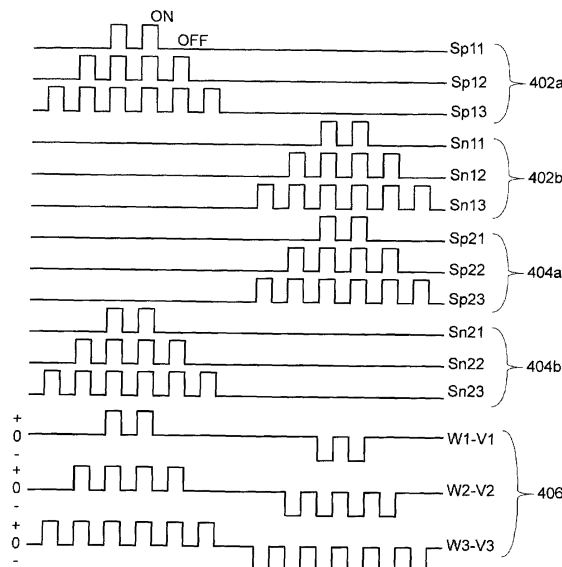 ON
OFF
Sp11
Sp12
402a
Sp13
Sn11
Sn12
402b
Sn13
Sp21
Sp22
404a
Sp23
Sn21
Sn22
404b
Sn23
+
0
-
W1-V1
+
0
-
W2-V2
406
+
0
-
W3-V3